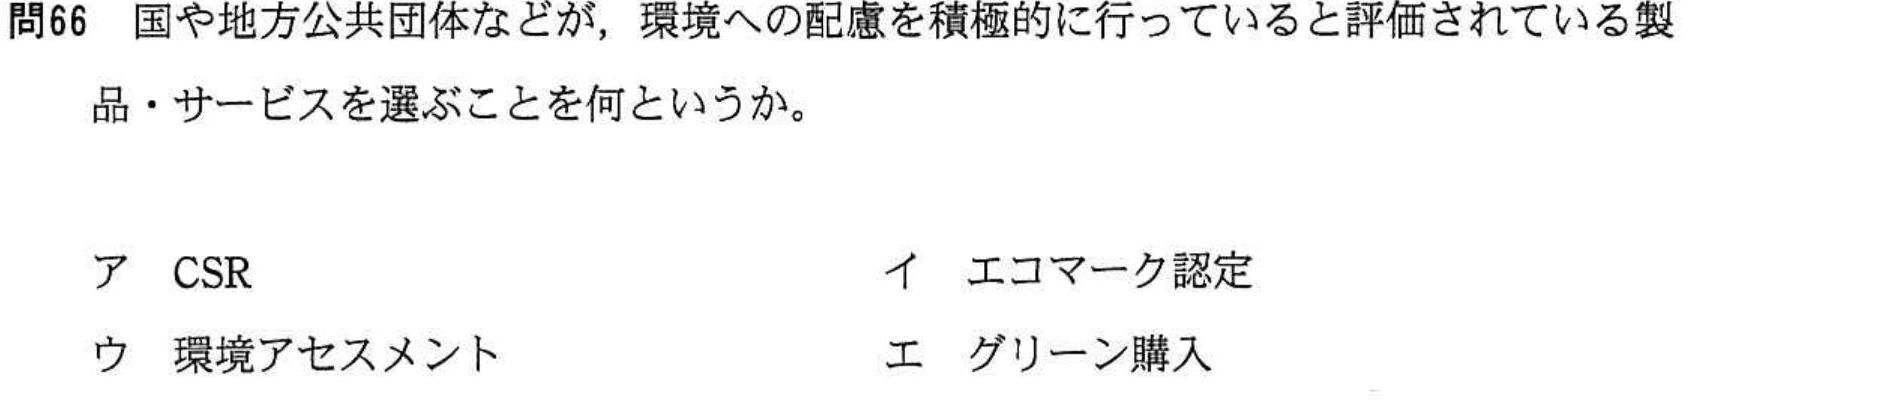 問66 国や地方公共団体などが，環境への配慮を積極的に行っていると評価されている製
品・サービスを選ぶことを何というか。
ア CSR イ エコマーク認定
ウ 環境アセスメント エ グリーン購入